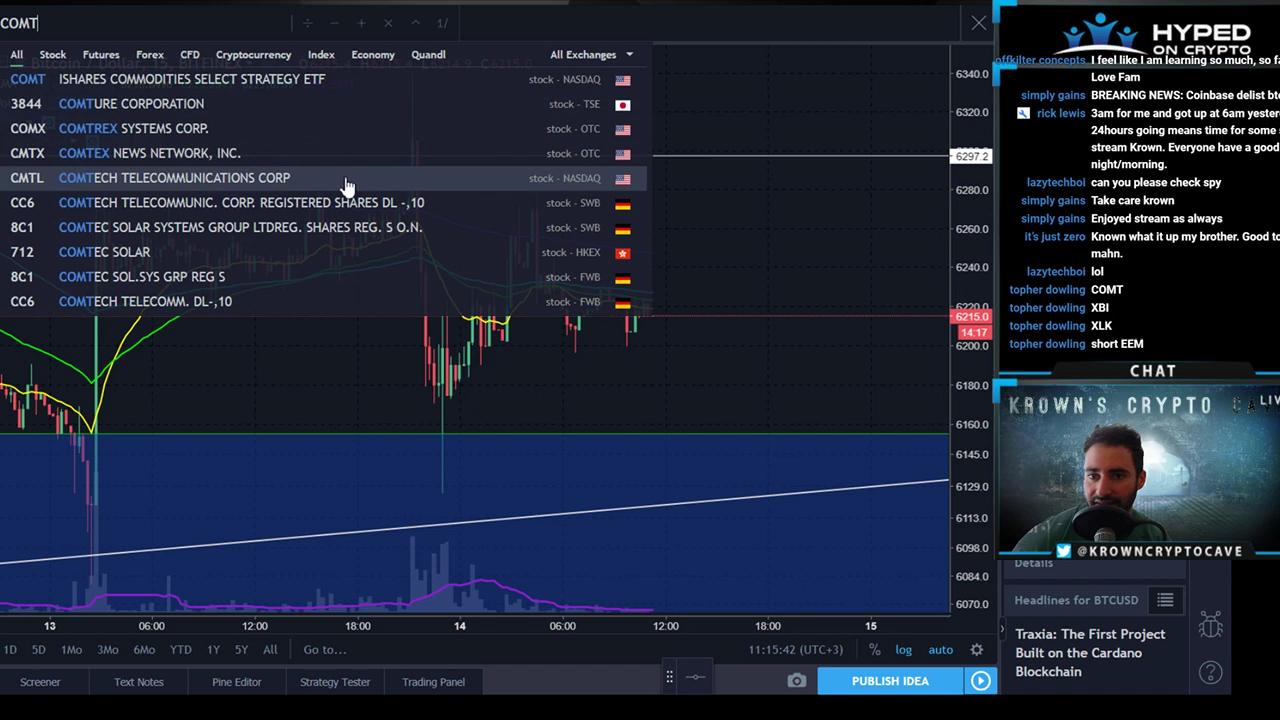 COMT
÷ − + × ^ 1/
All Stock Futures Forex CFD Cryptocurrency Index Economy Quandl All Exchanges
COMT ISHARES COMMODITIES SELECT STRATEGY ETF stock - NASDAQ
3844 COMTURE CORPORATION stock - TSE
COMX COMTREX SYSTEMS CORP. stock - OTC
CMTX COMTEX NEWS NETWORK, INC. stock - OTC
CMTL COMTECH TELECOMMUNICATIONS CORP stock - NASDAQ
CC6 COMTECH TELECOMMUNIC. CORP. REGISTERED SHARES DL -,10 stock - SWB
8C1 COMTEC SOLAR SYSTEMS GROUP LTDREG. SHARES REG. S O.N. stock - SWB
712 COMTEC SOLAR stock - HKEX
8C1 COMTEC SOL.SYS GRP REG S stock - FWB
CC6 COMTECH TELECOMM. DL-,10 stock - FWB
6340.0
6320.0
6297.2
6280.0
6260.0
6240.0
6220.0
6215.0
14:17
6200.0
6180.0
6160.0
6145.0
6129.0
6113.0
6098.0
6084.0
6070.0
13 06:00 12:00 18:00 14 06:00 12:00 18:00 15
1D 5D 1Mo 3Mo 6Mo YTD 1Y 5Y All Go to... 11:15:42 (UTC+3) % log auto
Screener Text Notes Pine Editor Strategy Tester Trading Panel PUBLISH IDEA
HYPED
ON CRYPTO
offkilter concepts I feel like I am learning so much, so
Love Fam
simply gains BREAKING NEWS: Coinbase delist
rick lewis 3am for me and got up at 6am
24hours going means time for some
stream Krown. Everyone have a good
night/morning.
lazytechboi can you please check spy
simply gains Take care krown
simply gains Enjoyed stream as always
it's just zero Known what it up my brother. Good
mahn.
lazytechboi lol
topher dowling COMT
topher dowling XBI
topher dowling XLK
topher dowling short EEM
CHAT
KROWN'S CRYPTO
@KROWNCRYPTOCAVE
Details
Headlines for BTCUSD
Traxia: The First Project
Built on the Cardano
Blockchain